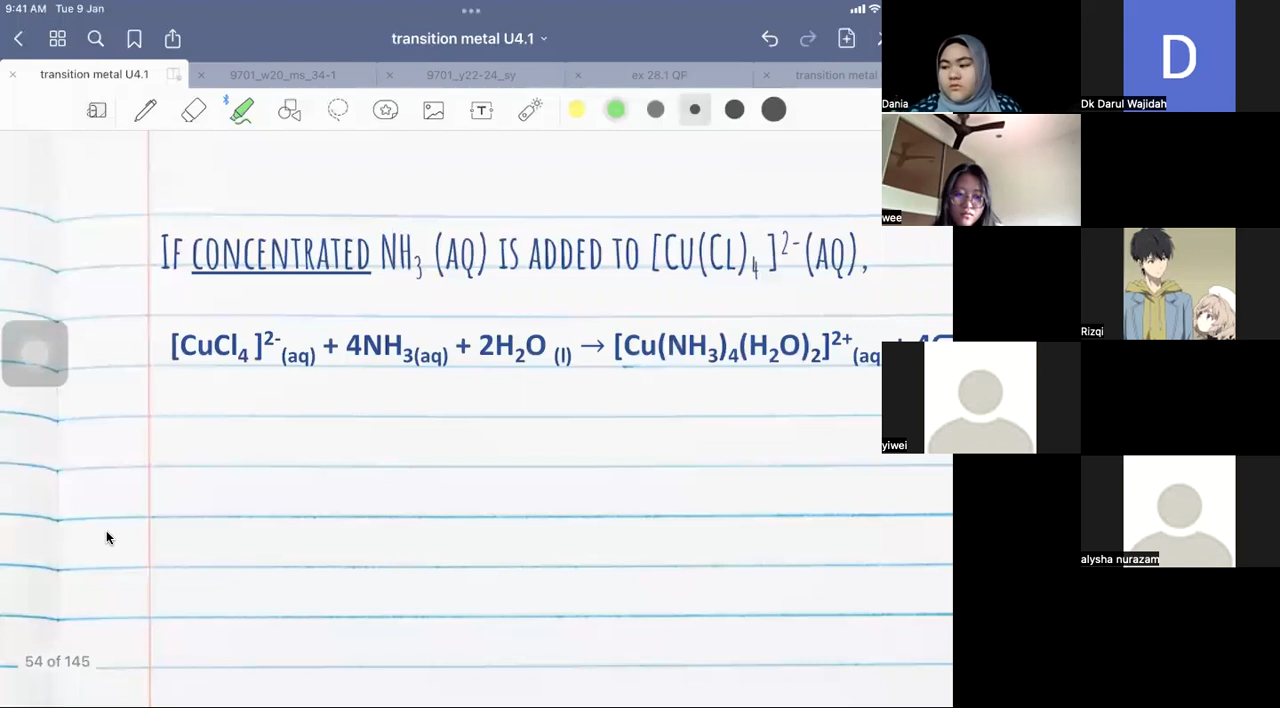 9:41 AM Tue 9 Jan
transition metal U4.1
transition metal U4.1
9701_w20_ms_34-1
9701_y22-24_sy
ex 28.1 QF
transition metal
T
IF CONCENTRATED NH₃ (AQ) IS ADDED TO [CU(CL)₄]²⁻(AQ),
[CuCl₄]²⁻(aq) + 4NH₃(aq) + 2H₂O (l) → [Cu(NH₃)₄(H₂O)₂]²⁺(aq
54 of 145
Dania
D
Dk Darul Wajidah
wee
Rizqi
yiwei
alysha nurazam